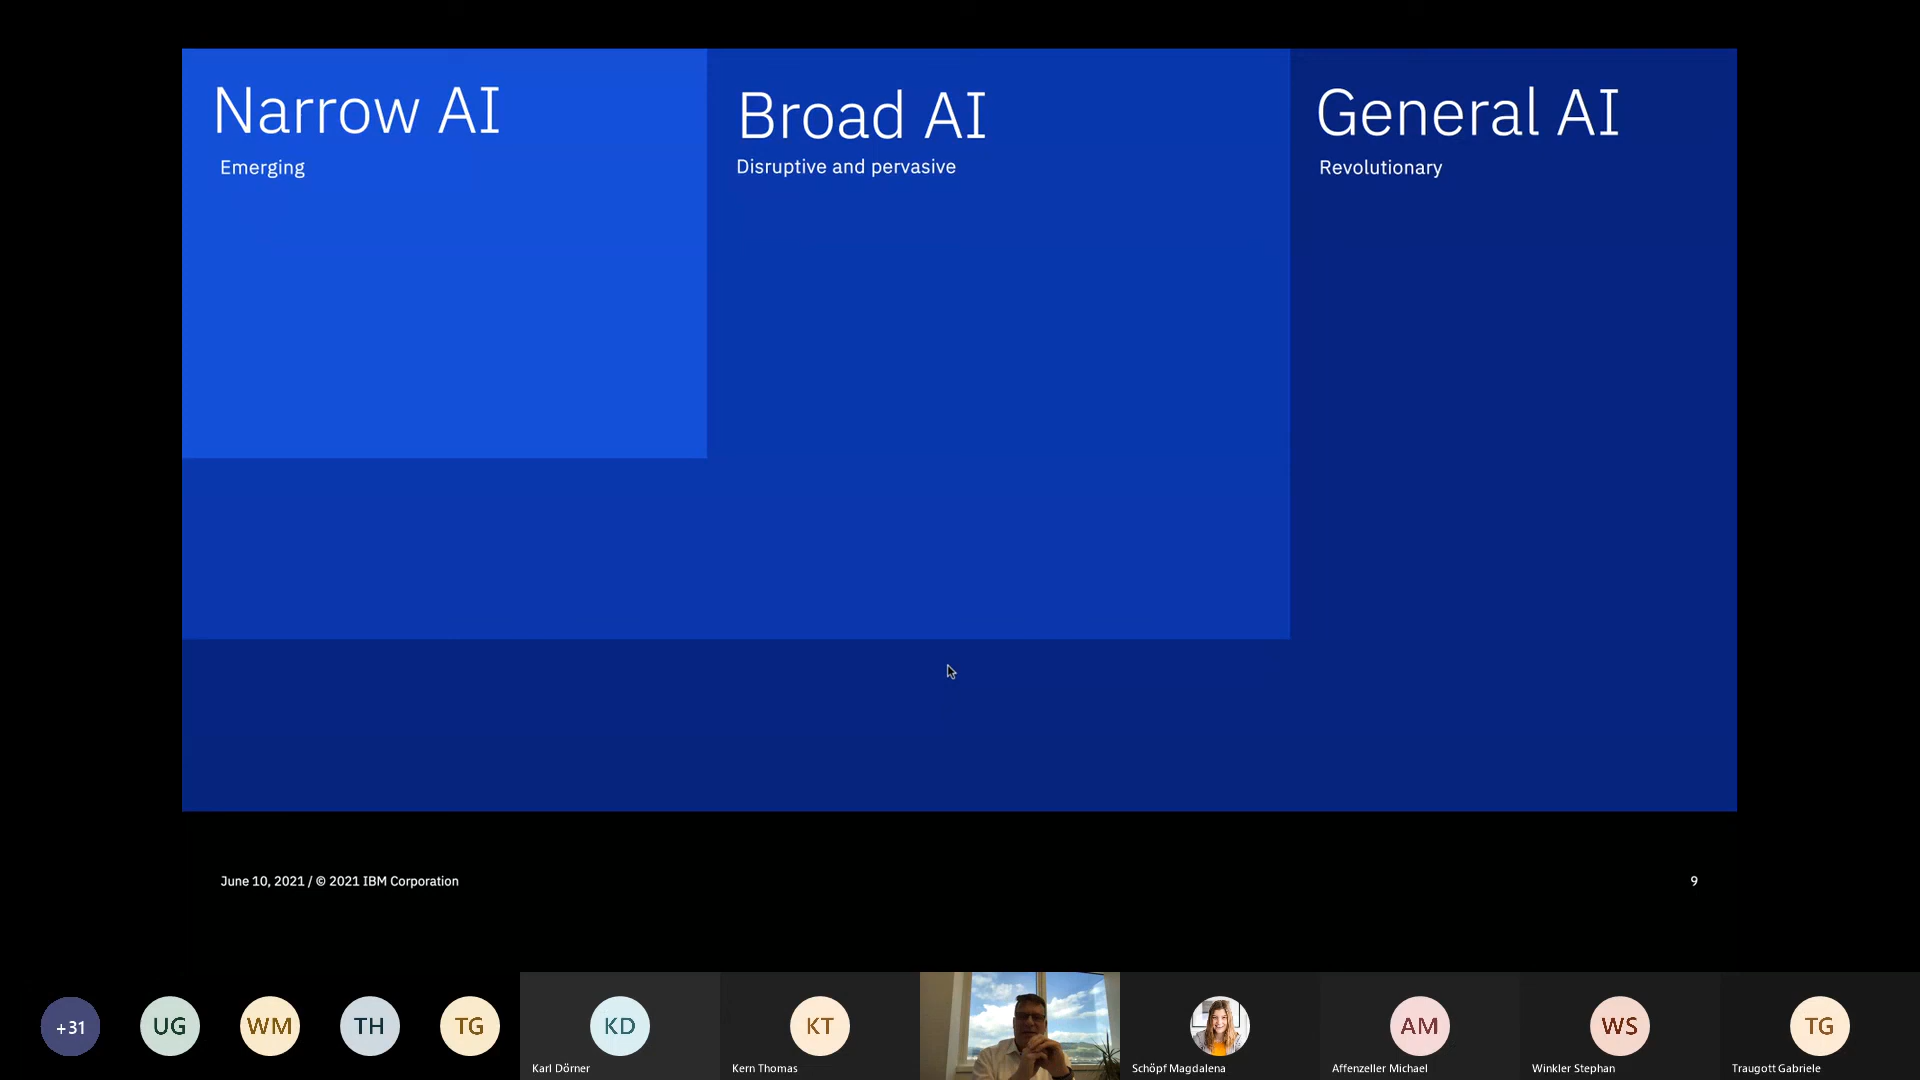 Narrow AI
Emerging
Broad AI
Disruptive and pervasive
General AI
Revolutionary
June 10, 2021 / © 2021 IBM Corporation
9
+31
UG
WM
TH
TG
KD
Karl Dörner
KT
Kern Thomas
Schöpf Magdalena
AM
Affenzeller Michael
WS
Winkler Stephan
TG
Traugott Gabriele